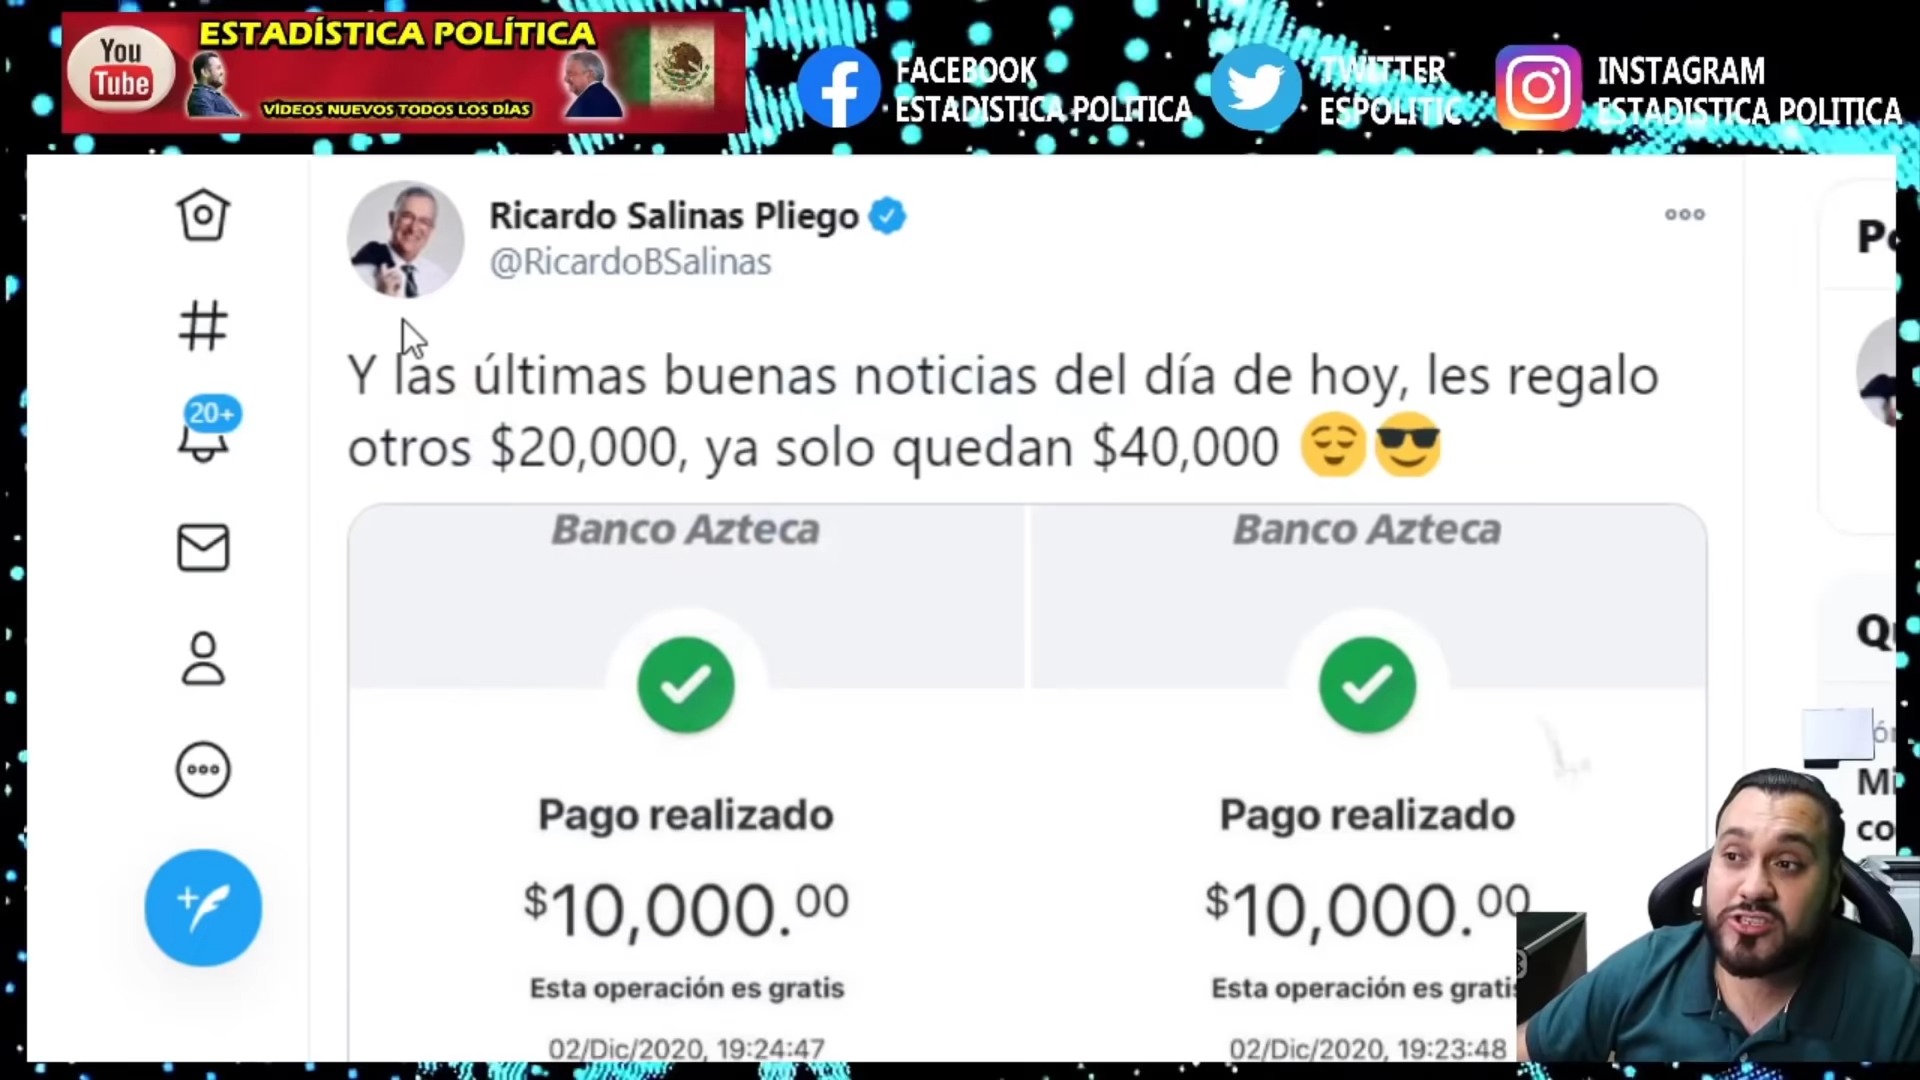 You
Tube
ESTADÍSTICA POLÍTICA
VÍDEOS NUEVOS TODOS LOS DÍAS
FACEBOOK
ESTADISTICA POLITICA
TWITTER
ESPOLITIC
INSTAGRAM
ESTADISTICA POLITICA
Ricardo Salinas Pliego
@RicardoBSalinas
20+
Y las últimas buenas noticias del día de hoy, les regalo
otros $20,000, ya solo quedan $40,000 😌😎
Banco Azteca
Pago realizado
$10,000.00
Esta operación es gratis
02/Dic/2020, 19:24:47
Banco Azteca
Pago realizado
$10,000.00
Esta operación es gratis
02/Dic/2020, 19:23:48